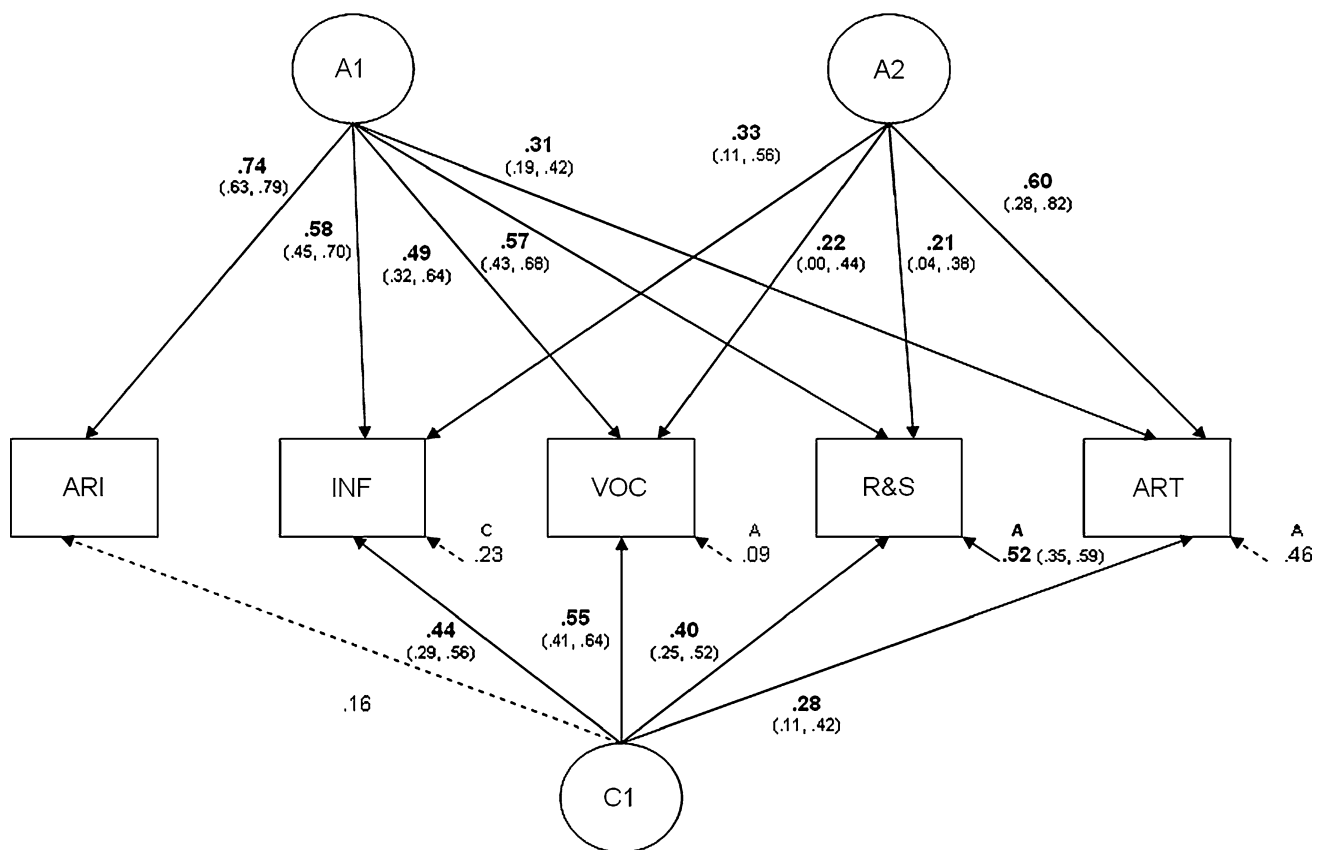 A1
A2
.74
(.63, .79)
.31
(.19, .42)
.33
(.11, .56)
.60
(.28, .82)
.58
(.45, .70)
.49
(.32, .64)
.57
(.43, .68)
.22
(.00, .44)
.21
(.04, .38)
ARI
INF
VOC
R&S
ART
C
.23
A
.09
A
.52 (.35, .59)
A
.46
.44
(.29, .56)
.55
(.41, .64)
.40
(.25, .52)
.16
.28
(.11, .42)
C1